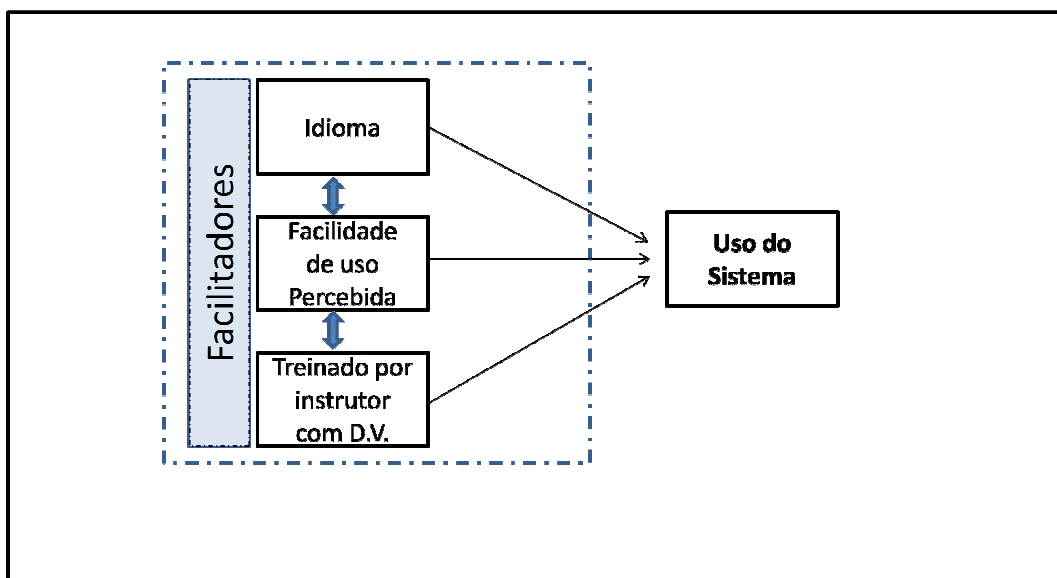 Facilitadores
Idioma
Facilidade
de uso
Percebida
Treinado por
instrutor
com D.V.
Uso do
Sistema